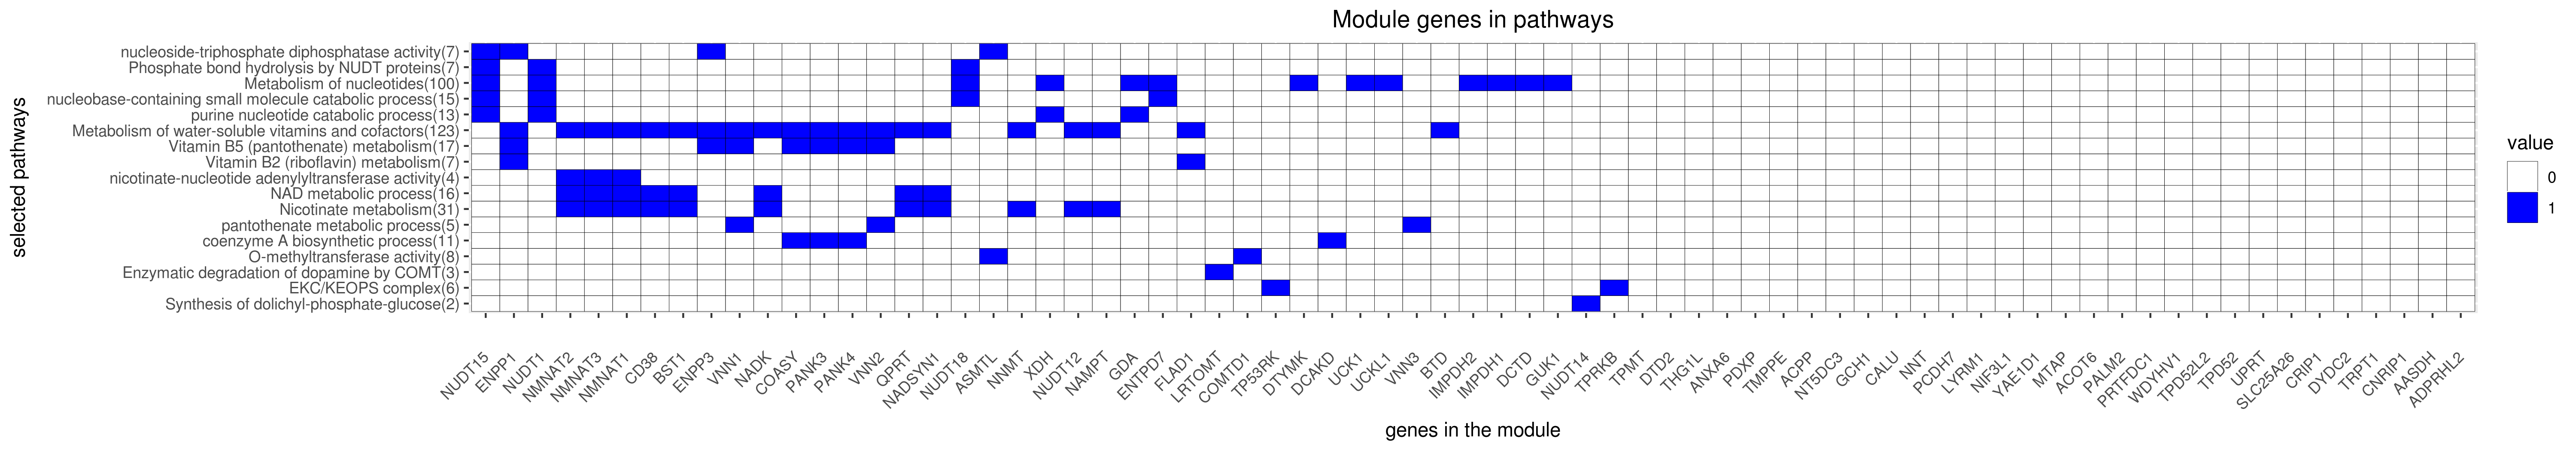 Module genes in pathways
selected pathways
nucleoside-triphosphate diphosphatase activity(7)
Phosphate bond hydrolysis by NUDT proteins(7)
Metabolism of nucleotides(100)
nucleobase-containing small molecule catabolic process(15)
purine nucleotide catabolic process(13)
Metabolism of water-soluble vitamins and cofactors(123)
Vitamin B5 (pantothenate) metabolism(17)
Vitamin B2 (riboflavin) metabolism(7)
nicotinate-nucleotide adenylyltransferase activity(4)
NAD metabolic process(16)
Nicotinate metabolism(31)
pantothenate metabolic process(5)
coenzyme A biosynthetic process(11)
O-methyltransferase activity(8)
Enzymatic degradation of dopamine by COMT(3)
EKC/KEOPS complex(6)
Synthesis of dolichyl-phosphate-glucose(2)
NUDT15
ENPP1
NUDT1
NMNAT2
NMNAT3
NMNAT1
CD38
BST1
ENPP3
VNN1
NADK
COASY
PANK3
PANK4
VNN2
QPRT
NADSYN1
NUDT18
ASMTL
NNMT
XDH
NUDT12
NAMPT
GDA
ENTPD7
FLAD1
LRTOMT
COMTD1
TP53RK
DTYMK
DCAKD
UCK1
UCKL1
VNN3
BTD
IMPDH2
IMPDH1
DCTD
GUK1
NUDT14
TPRKB
TPMT
DTD2
THG1L
ANXA6
PDXP
TMPPE
ACPP
NT5DC3
GCH1
CALU
NNT
PCDH7
LYRM1
NIF3L1
YAE1D1
MTAP
ACOT6
PALM2
PRTFDC1
WDYHV1
TPD52L2
TPD52
UPRT
SLC25A26
CRIP1
DYDC2
TRPT1
CNRIP1
AASDH
ADPRHL2
genes in the module
value
0
1